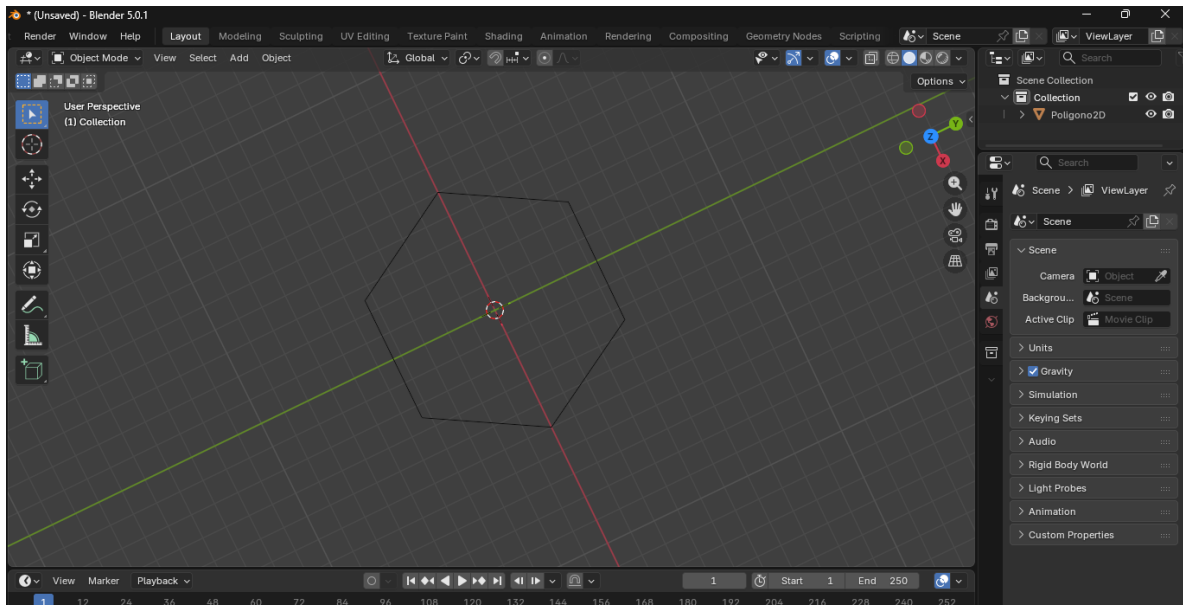 * (Unsaved) - Blender 5.0.1
Render Window Help Layout Modeling Sculpting UV Editing Texture Paint Shading Animation Rendering Compositing Geometry Nodes Scripting Scene ViewLayer
Object Mode View Select Add Object Global Search
Options
User Perspective
(1) Collection
Z Y X
Scene Collection
Collection
Poligono2D
Search
Scene > ViewLayer
Scene
Scene
Camera Object
Backgrou... Scene
Active Clip Movie Clip
Units
Gravity
Simulation
Keying Sets
Audio
Rigid Body World
Light Probes
Animation
Custom Properties
View Marker Playback 1 Start 1 End 250
1 12 24 36 48 60 72 84 96 108 120 132 144 156 168 180 192 204 216 228 240 252